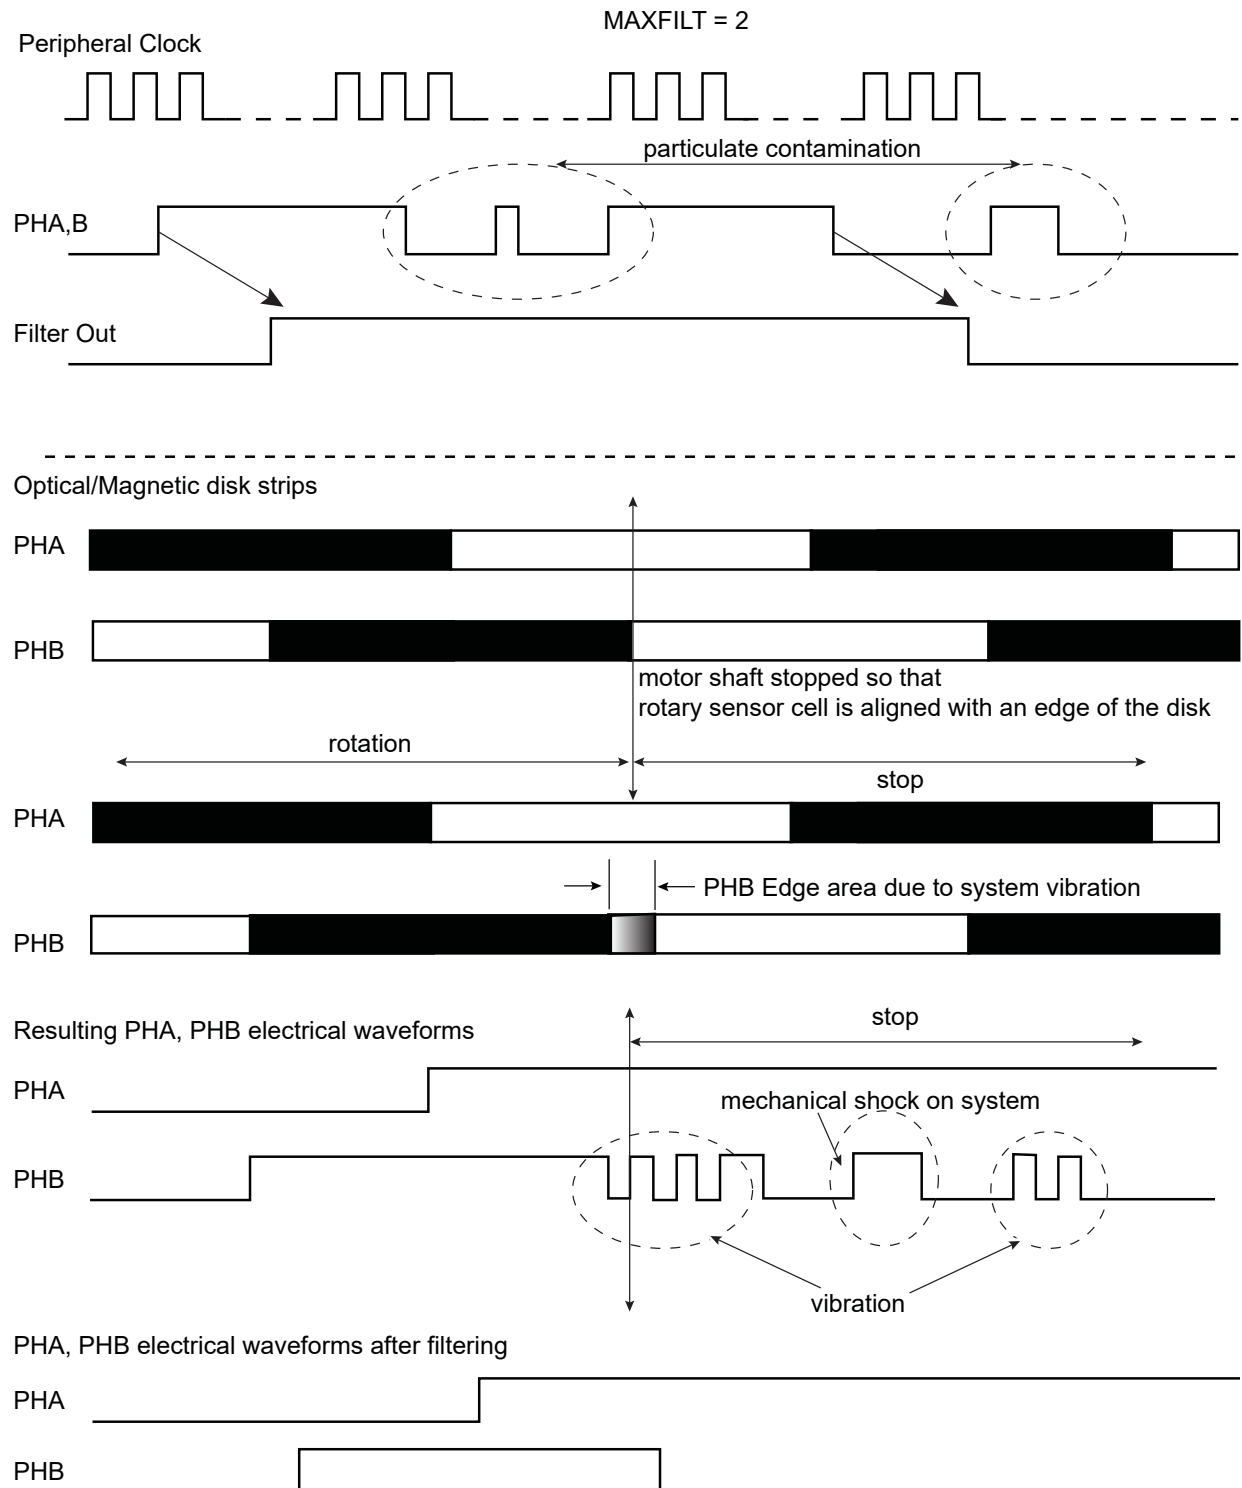 MAXFILT = 2
Peripheral Clock
particulate contamination
PHA,B
Filter Out
Optical/Magnetic disk strips
PHA
PHB
motor shaft stopped so that
rotary sensor cell is aligned with an edge of the disk
rotation
stop
PHA
PHB Edge area due to system vibration
PHB
Resulting PHA, PHB electrical waveforms
stop
PHA
mechanical shock on system
PHB
vibration
PHA, PHB electrical waveforms after filtering
PHA
PHB